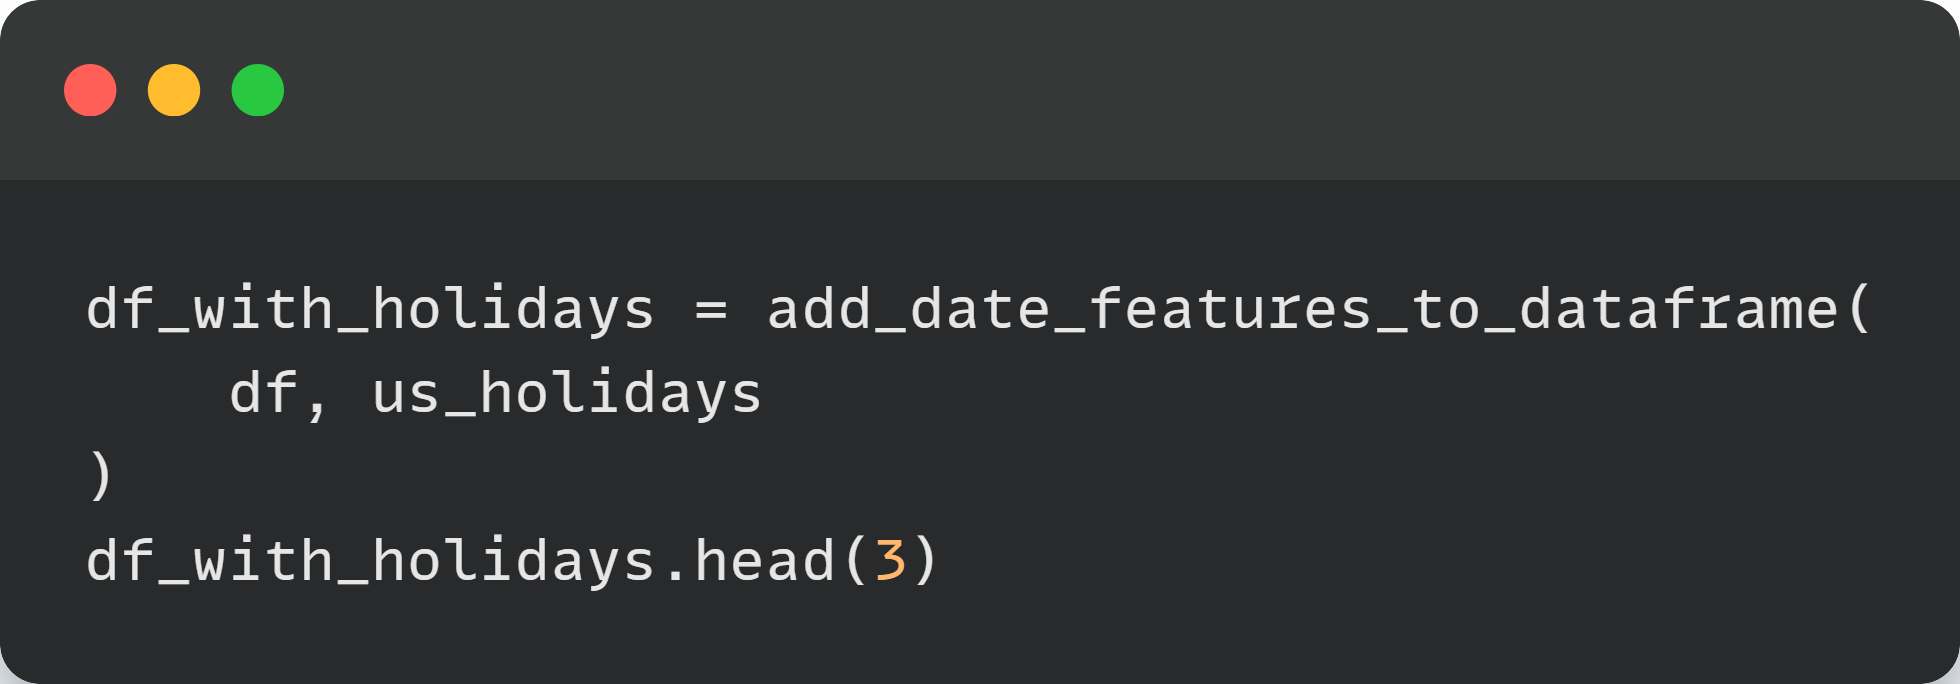 df_with_holidays = add_date_features_to_dataframe(
    df, us_holidays
)
df_with_holidays.head(3)